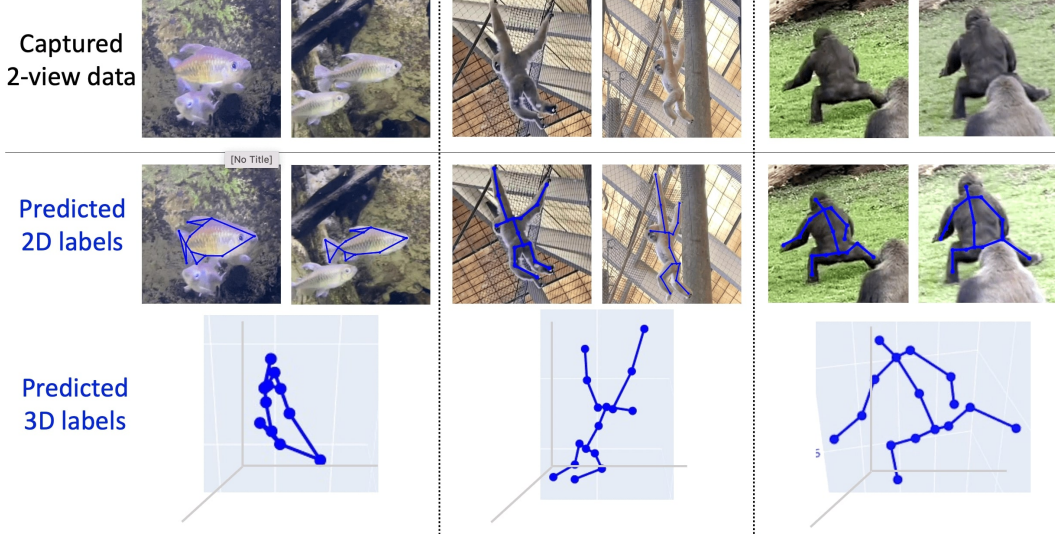 Captured
2-view data
[No Title]
Predicted
2D labels
Predicted
3D labels
5